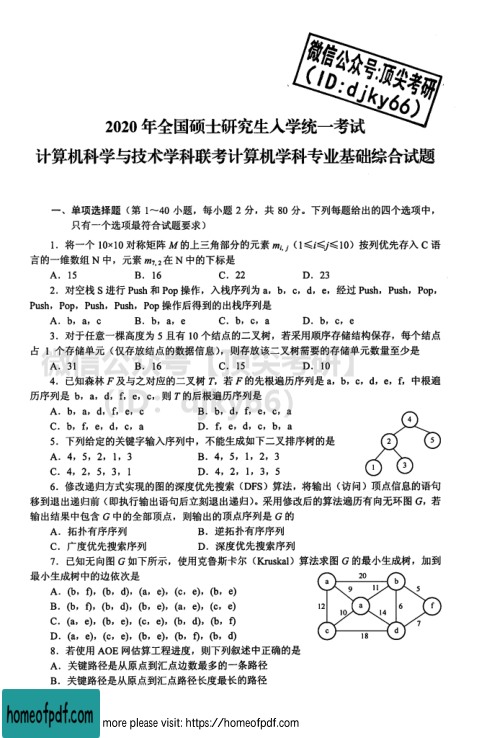 微信公众号:顶尖考研
(ID:djky66)
2020 年全国硕士研究生入学统一考试
计算机科学与技术学科联考计算机学科专业基础综合试题
一、单项选择题（第 1～40 小题，每小题 2 分，共 80 分。下列每题给出的四个选项中，
只有一个选项最符合试题要求）
1．将一个 10×10 对称矩阵 M 的上三角部分的元素 mi, j（1≤i≤j≤10）按列优先存入 C 语
言的一维数组 N 中，元素 m7, 2 在 N 中的下标是
A．15 B．16 C．22 D．23
2．对空栈 S 进行 Push 和 Pop 操作，入栈序列为 a，b，c，d，e，经过 Push，Push，Pop，
Push，Pop，Push，Push，Pop 操作后得到的出栈序列是
A．b，a，c B．b，a，e C．b，c，a D．b，c，e
3．对于任意一棵高度为 5 且有 10 个结点的二叉树，若采用顺序存储结构保存，每个结点
占 1 个存储单元（仅存放结点的数据信息），则存放该二叉树需要的存储单元数量至少是
A．31 B．16 C．15 D．10
4．已知森林 F 及与之对应的二叉树 T，若 F 的先根遍历序列是 a，b，c，d，e，f，中根遍
历序列是 b，a，d，f，e，c，则 T 的后根遍历序列是
A．b，a，d，f，e，c B．b，d，f，e，c，a
C．b，f，e，d，c，a D．f，e，d，c，b，a
5．下列给定的关键字输入序列中，不能生成如下二叉排序树的是
A．4，5，2，1，3 B．4，5，1，2，3
C．4，2，5，3，1 D．4，2，1，3，5
4
2
5
1
3
6．修改递归方式实现的图的深度优先搜索（DFS）算法，将输出（访问）顶点信息的语句
移到退出递归前（即执行输出语句后立刻退出递归）。采用修改后的算法遍历有向无环图 G，若
输出结果中包含 G 中的全部顶点，则输出的顶点序列是 G 的
A．拓扑有序序列 B．逆拓扑有序序列
C．广度优先搜索序列 D．深度优先搜索序列
7．已知无向图 G 如下所示，使用克鲁斯卡尔（Kruskal）算法求图 G 的最小生成树，加到
最小生成树中的边依次是
A．(b，f)，(b，d)，(a，e)，(c，e)，(b，e)
B．(b，f)，(b，d)，(b，e)，(a，e)，(c，e)
C．(a，e)，(b，e)，(c，e)，(b，d)，(b，f)
D．(a，e)，(c，e)，(b，e)，(b，f)，(b，d)
a 20 b
9 11 5
12 10 14 6 f
7
c 18 d
8．若使用 AOE 网估算工程进度，则下列叙述中正确的是
A．关键路径是从原点到汇点边数最多的一条路径
B．关键路径是从原点到汇点路径长度最长的路径
homeofpdf.com
more please visit: https://homeofpdf.com